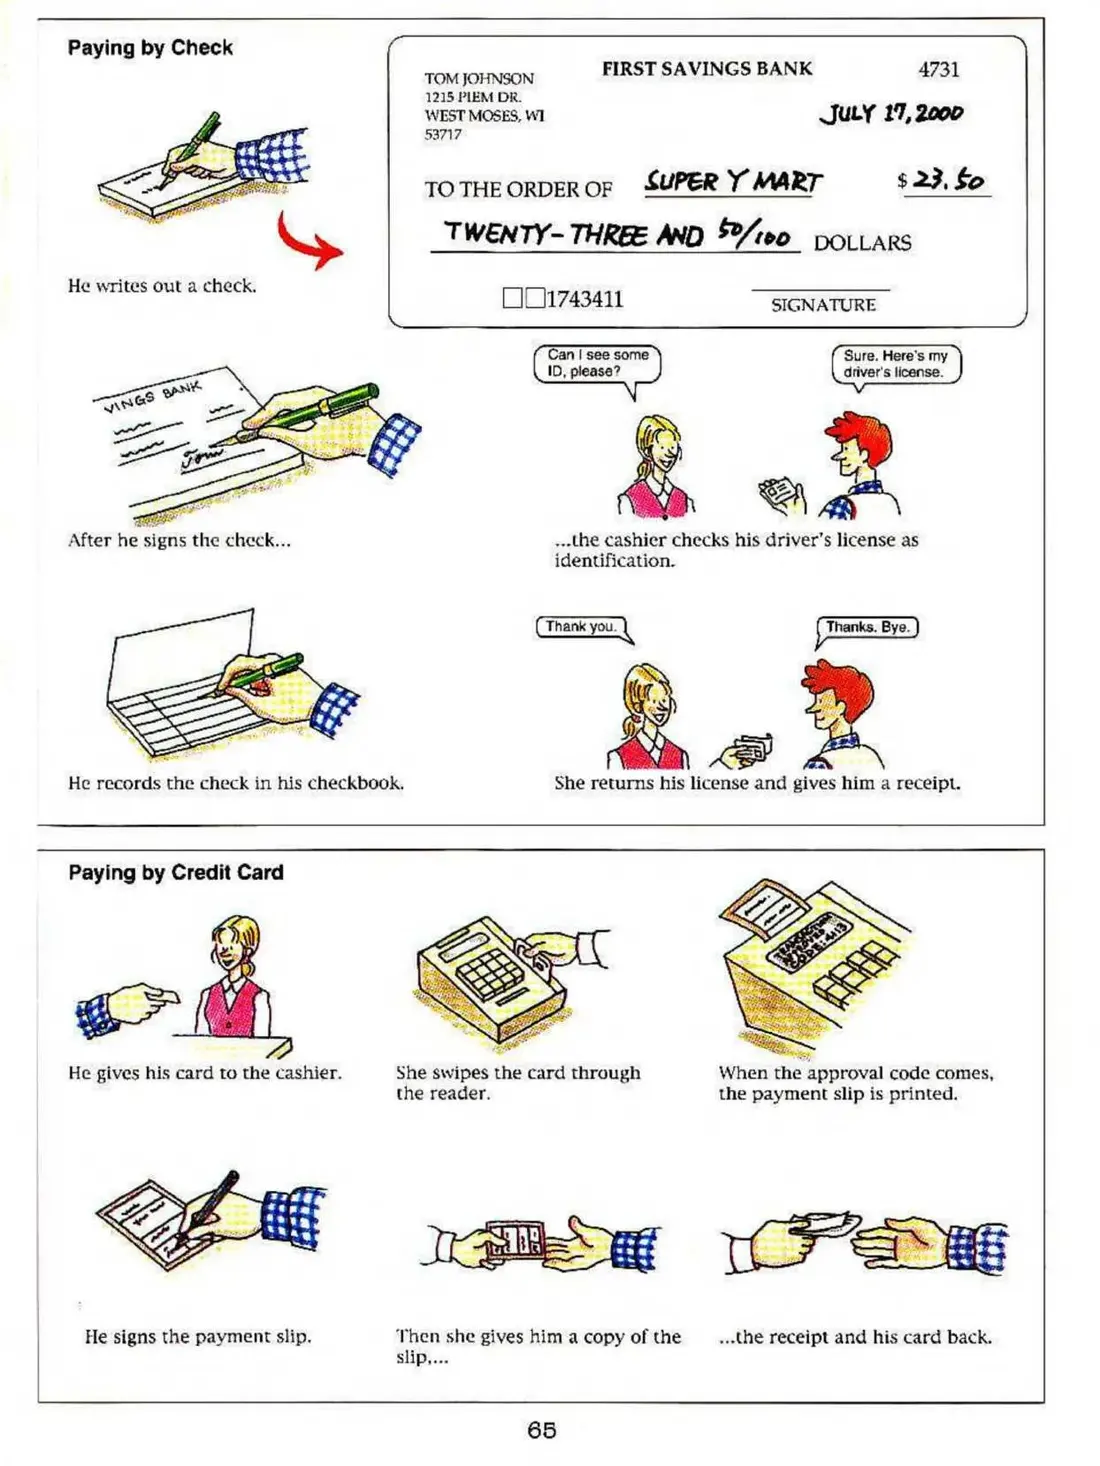 Paying by Check
TOM JOHNSON
1215 PIEM DR.
WEST MOSES, WI
53717
FIRST SAVINGS BANK
4731
JULY 17, 2000
TO THE ORDER OF SUPER Y MART $ 23.50
TWENTY-THREE AND 50/100 DOLLARS
1743411
SIGNATURE
He writes out a check.
VINGS BANK
Tom
Can I see some
ID, please?
Sure. Here's my
driver's license.
After he signs the check...
...the cashier checks his driver's license as
identification.
Thank you.
Thanks. Bye.
He records the check in his checkbook.
She returns his license and gives him a receipt.
Paying by Credit Card
TRANSACTION
APPROVED
CODE: 4113
He gives his card to the cashier.
She swipes the card through
the reader.
When the approval code comes,
the payment slip is printed.
He signs the payment slip.
Then she gives him a copy of the
slip,...
...the receipt and his card back.
65